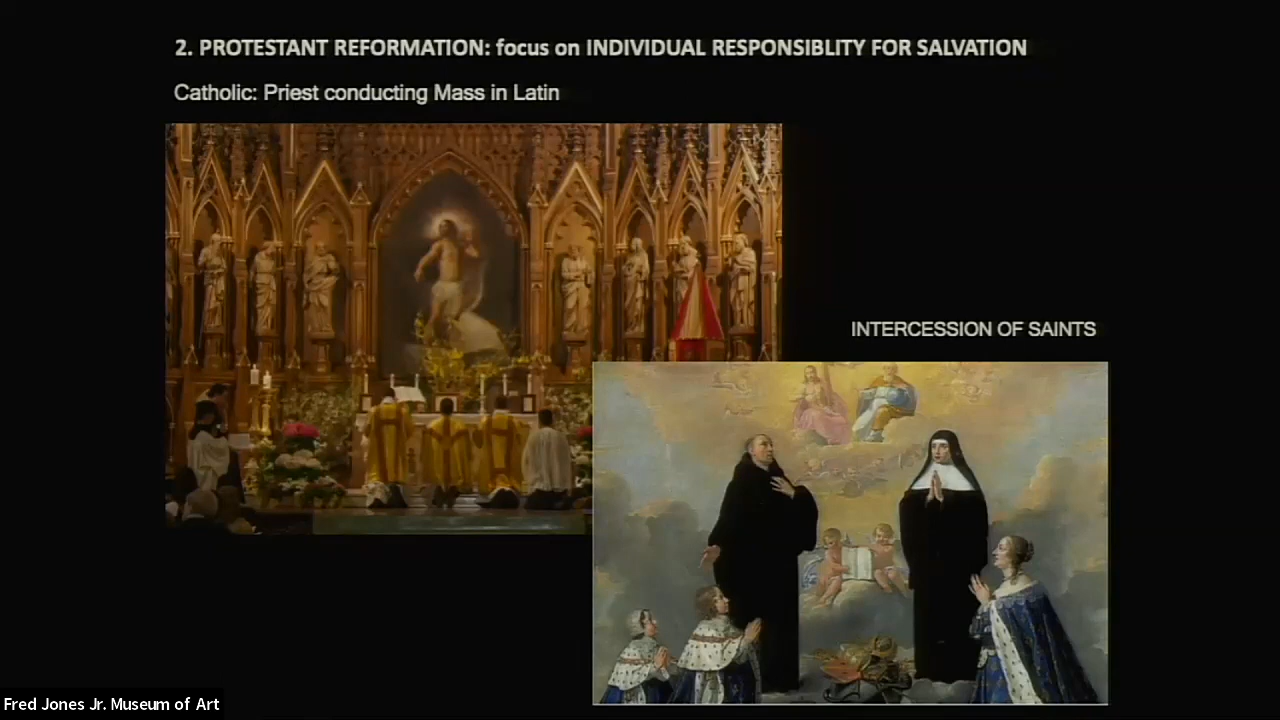 2. PROTESTANT REFORMATION: focus on INDIVIDUAL RESPONSIBLITY FOR SALVATION
Catholic: Priest conducting Mass in Latin
INTERCESSION OF SAINTS
Fred Jones Jr. Museum of Art